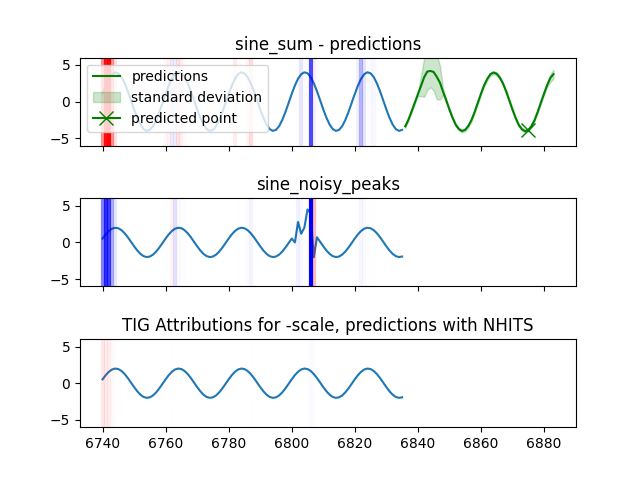 sine_sum - predictions
5
0
−5
predictions
standard deviation
predicted point
sine_noisy_peaks
5
0
−5
TIG Attributions for -scale, predictions with NHITS
5
0
−5
6740 6760 6780 6800 6820 6840 6860 6880